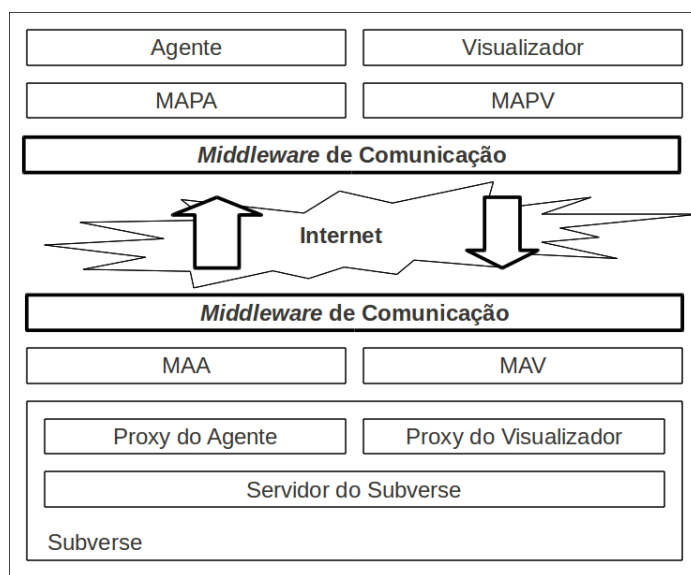 Agente
Visualizador
MAPA
MAPV
Middleware de Comunicação
Internet
Middleware de Comunicação
MAA
MAV
Proxy do Agente
Proxy do Visualizador
Servidor do Subverse
Subverse